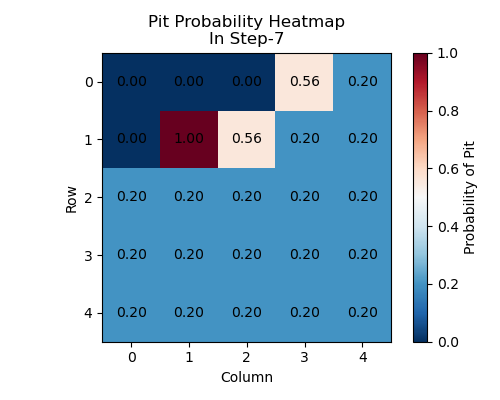 Pit Probability Heatmap
In Step-7
0 0.00 0.00 0.00 0.56 0.20
1 0.00 1.00 0.56 0.20 0.20
2 0.20 0.20 0.20 0.20 0.20
3 0.20 0.20 0.20 0.20 0.20
4 0.20 0.20 0.20 0.20 0.20
0 1 2 3 4
Row
Column
1.0
0.8
0.6
0.4
0.2
0.0
Probability of Pit